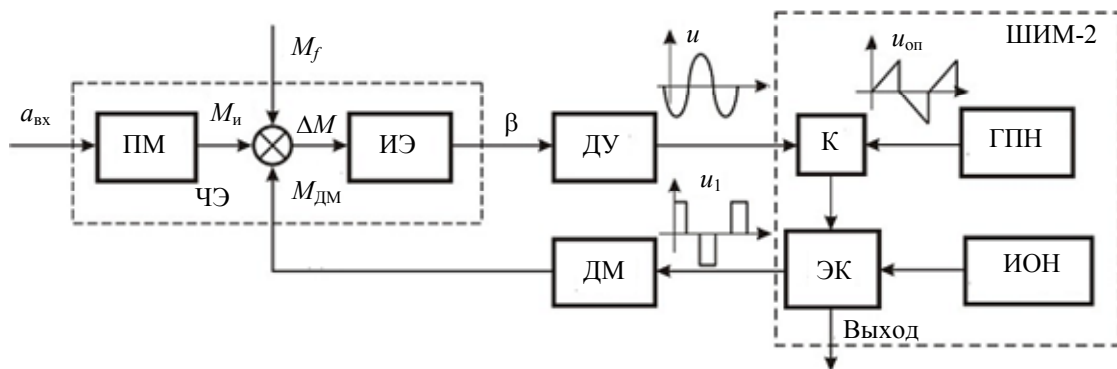 ШИМ-2
M_f
u
u_оп
a_вх
ПМ
M_и
ΔM
ИЭ
β
ДУ
К
ГПН
ЧЭ
M_ДМ
u_1
ДМ
ЭК
ИОН
Выход